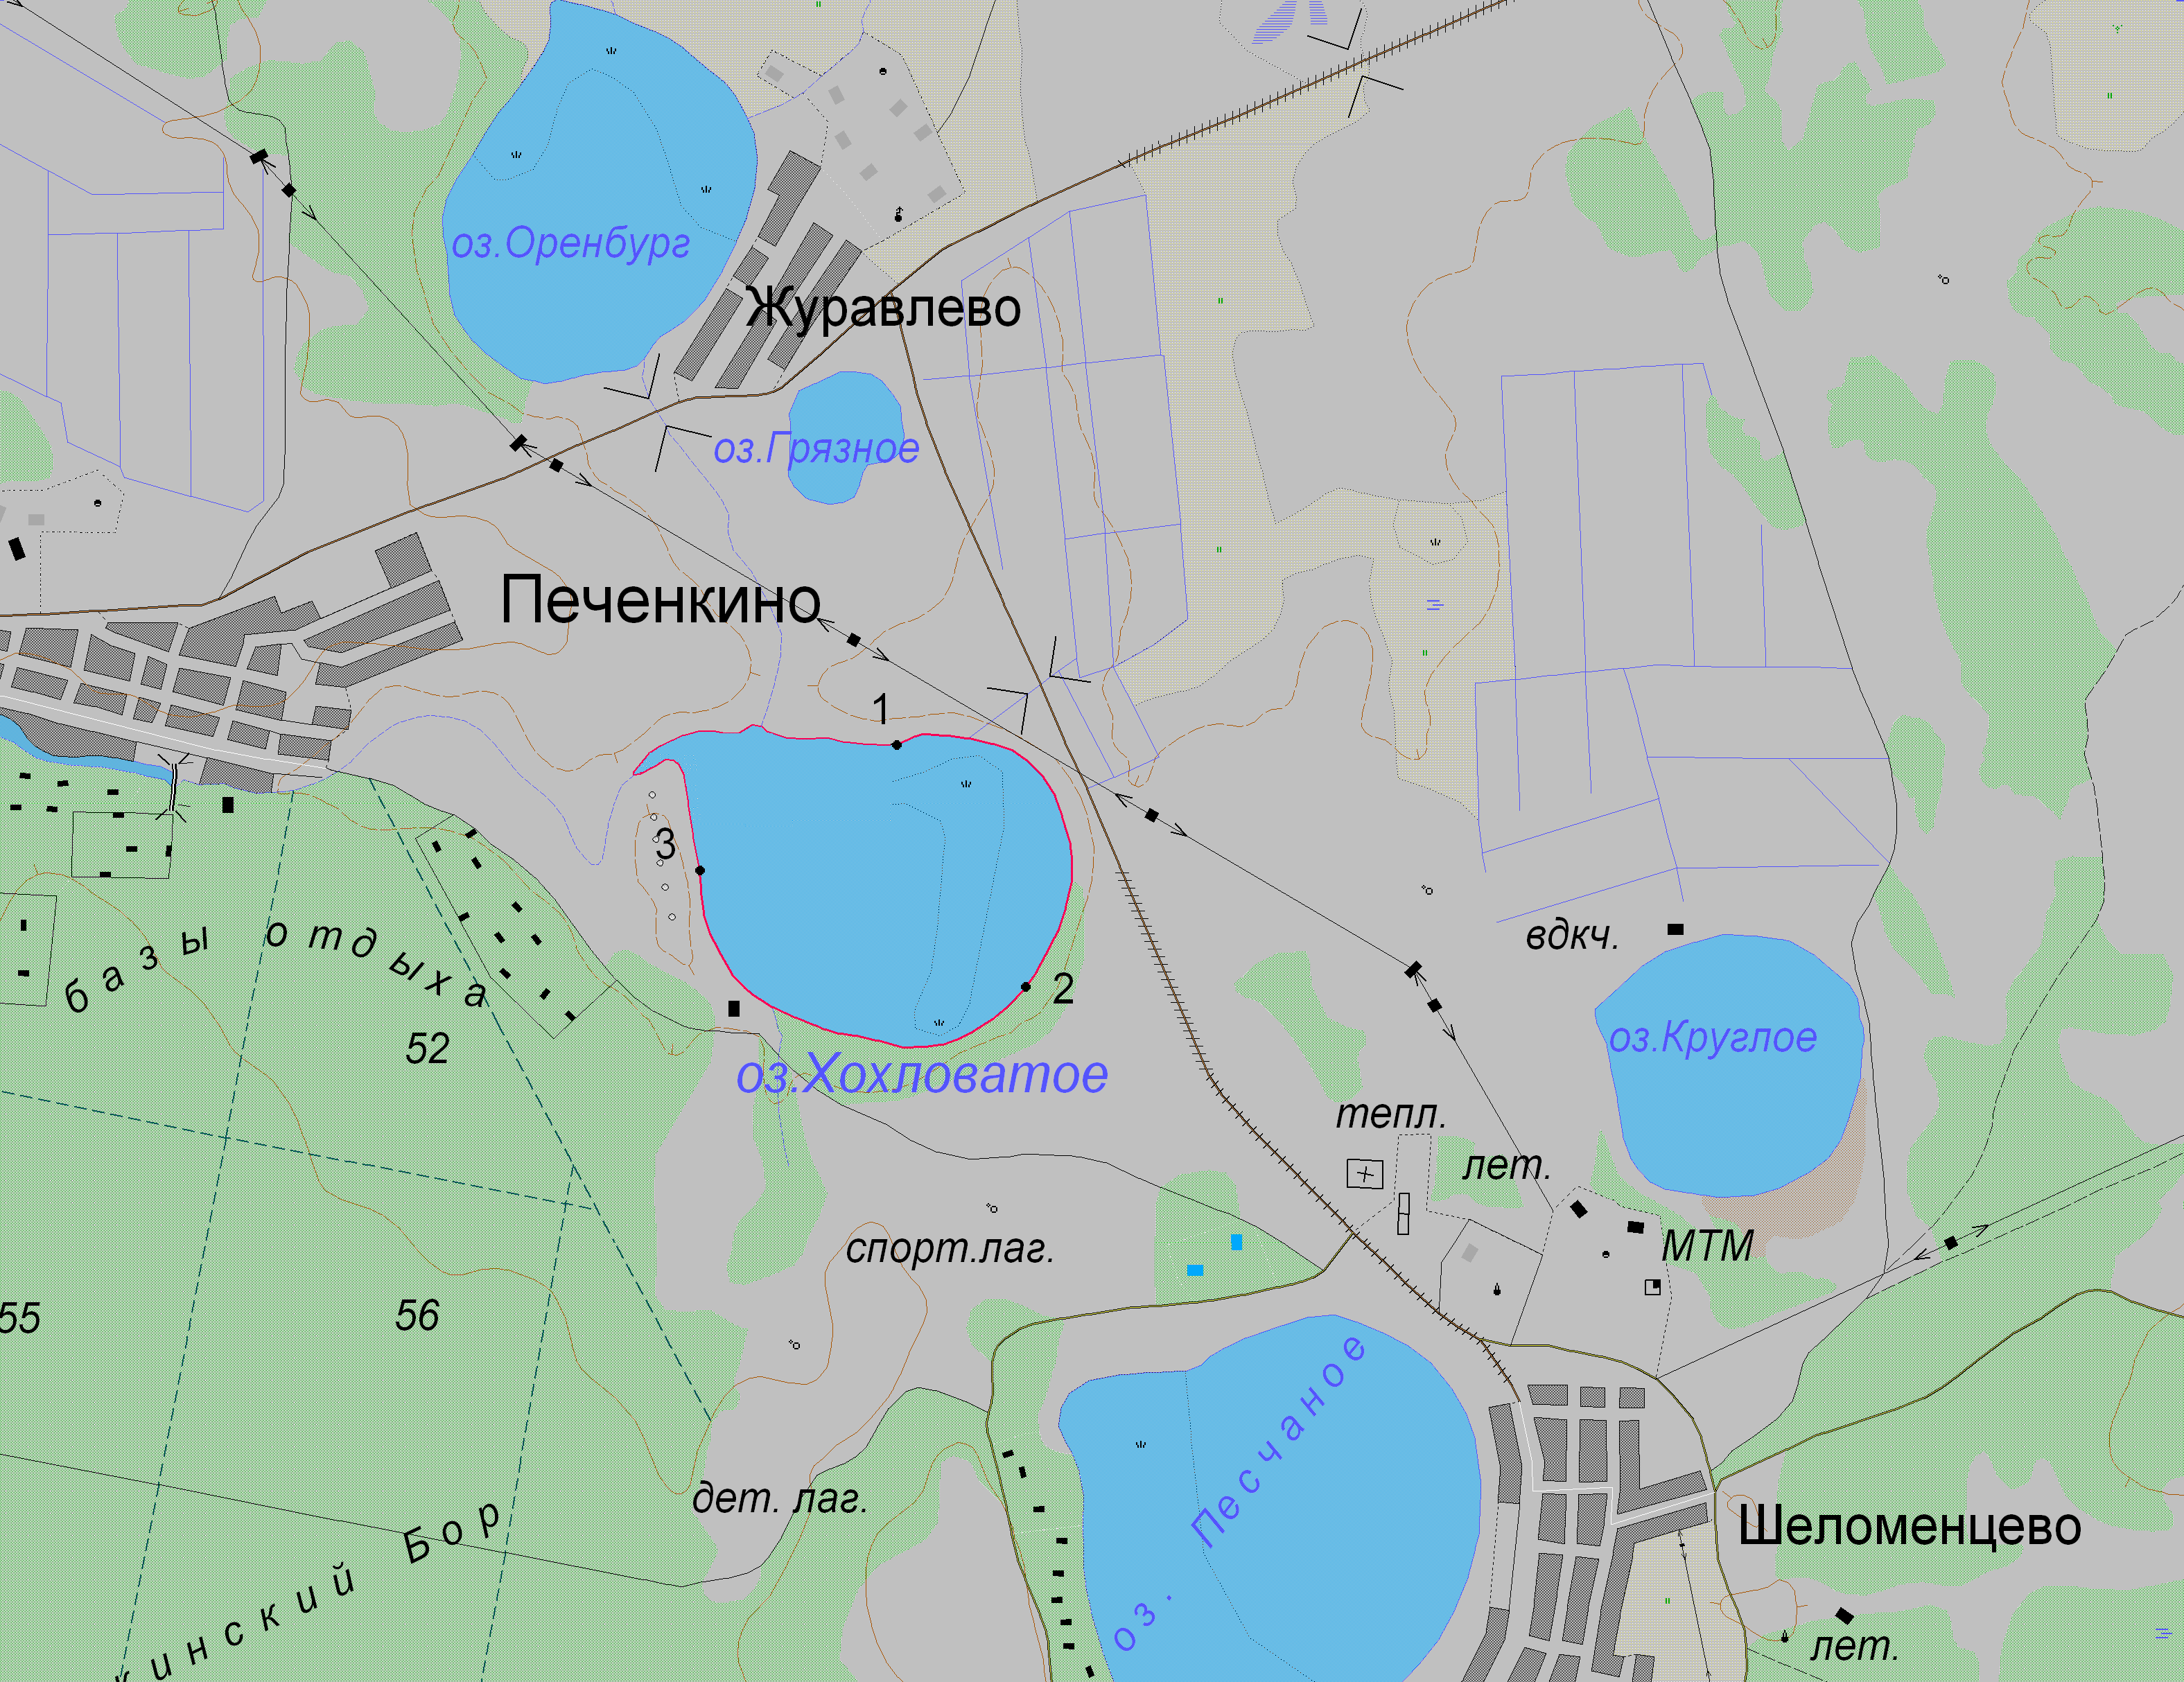 оз.Оренбург
Журавлево
оз.Грязное
Печенкино
1
3
вдкч.
базы отдыха
2
оз.Круглое
52
оз.Хохловатое
тепл.
лет.
спорт.лаг.
МТМ
55
56
оз. Песчаное
дет. лаг.
Шеломенцево
кинский Бор
лет.